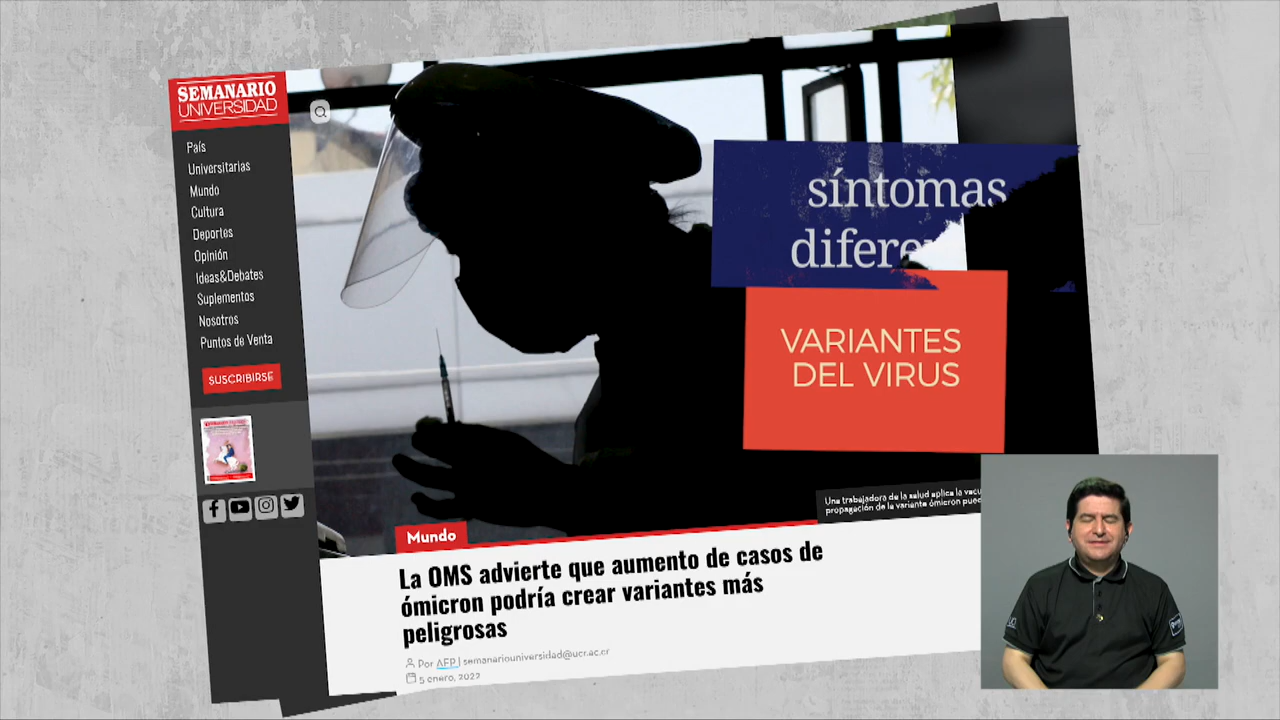 SEMANARIO
UNIVERSIDAD
País
Universitarias
Mundo
Cultura
Deportes
Opinión
Ideas&Debates
Suplementos
Nosotros
Puntos de Venta
SUSCRIBIRSE
síntomas
VARIANTES
DEL VIRUS
Una trabajadora de la salud aplica la
propagación de la variante ómicron
Mundo
La OMS advierte que aumento de casos de
ómicron podría crear variantes más
peligrosas
Por AFP | semanariouniversidad@ucr.ac.cr
5 enero, 2022